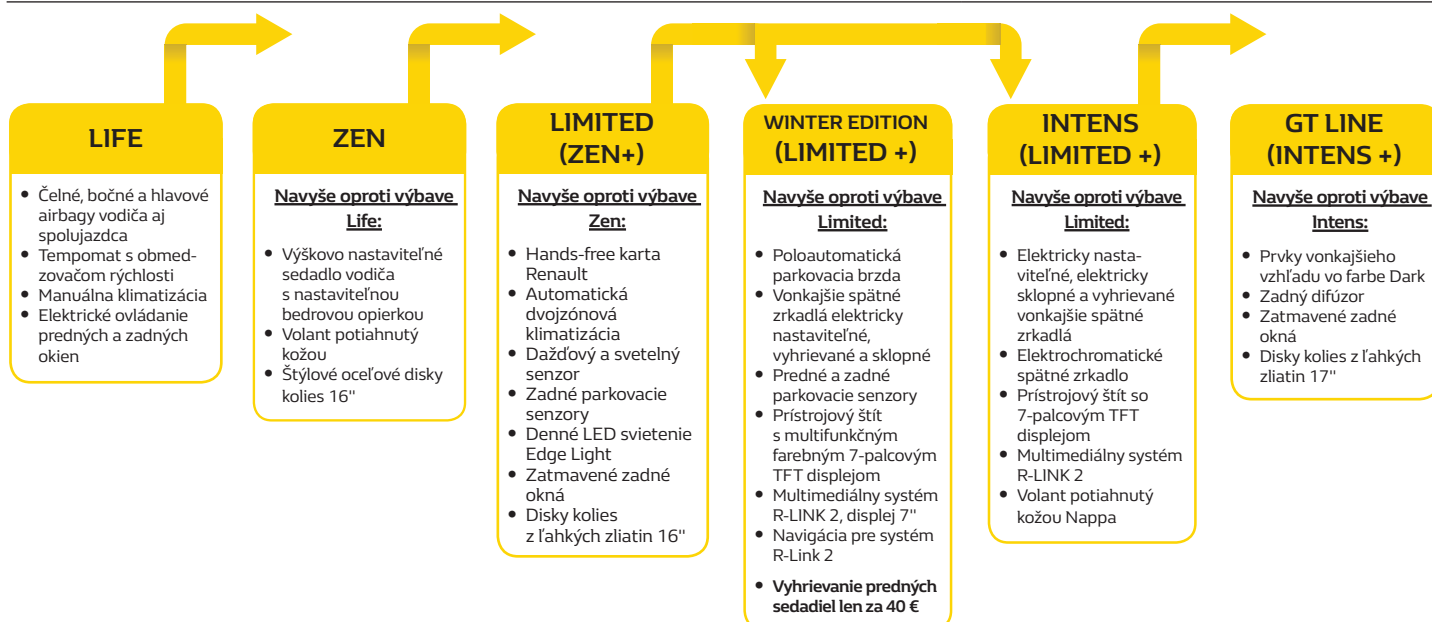 LIFE
• Čelné, bočné a hlavové
airbagy vodiča aj
spolujazdca
• Tempomat s obmed-
zovačom rýchlosti
• Manuálna klimatizácia
• Elektrické ovládanie
predných a zadných
okien
ZEN
Navyše oproti výbave
Life:
• Výškovo nastaviteľné
sedadlo vodiča
s nastaviteľnou
bedrovou opierkou
• Volant potiahnutý
kožou
• Štýlové oceľové disky
kolies 16"
LIMITED
(ZEN+)
Navyše oproti výbave
Zen:
• Hands-free karta
Renault
• Automatická
dvojzónová
klimatizácia
• Dažďový a svetelný
senzor
• Zadné parkovacie
senzory
• Denné LED svietenie
Edge Light
• Zatmavené zadné
okná
• Disky kolies
z ľahkých zliatin 16"
WINTER EDITION
(LIMITED +)
Navyše oproti výbave
Limited:
• Poloautomatická
parkovacia brzda
• Vonkajšie spätné
zrkadlá elektricky
nastaviteľné,
vyhrievané a sklopné
• Predné a zadné
parkovacie senzory
• Prístrojový štít
s multifunkčným
farebným 7-palcovým
TFT displejom
• Multimediálny systém
R-LINK 2, displej 7"
• Navigácia pre systém
R-Link 2
• Vyhrievanie predných
sedadiel len za 40 €
INTENS
(LIMITED +)
Navyše oproti výbave
Limited:
• Elektricky nasta-
viteľné, elektricky
sklopné a vyhrievané
vonkajšie spätné
zrkadlá
• Elektrochromatické
spätné zrkadlo
• Prístrojový štít so
7-palcovým TFT
displejom
• Multimediálny systém
R-LINK 2
• Volant potiahnutý
kožou Nappa
GT LINE
(INTENS +)
Navyše oproti výbave
Intens:
• Prvky vonkajšieho
vzhľadu vo farbe Dark
• Zadný difúzor
• Zatmavené zadné
okná
• Disky kolies z ľahkých
zliatin 17"